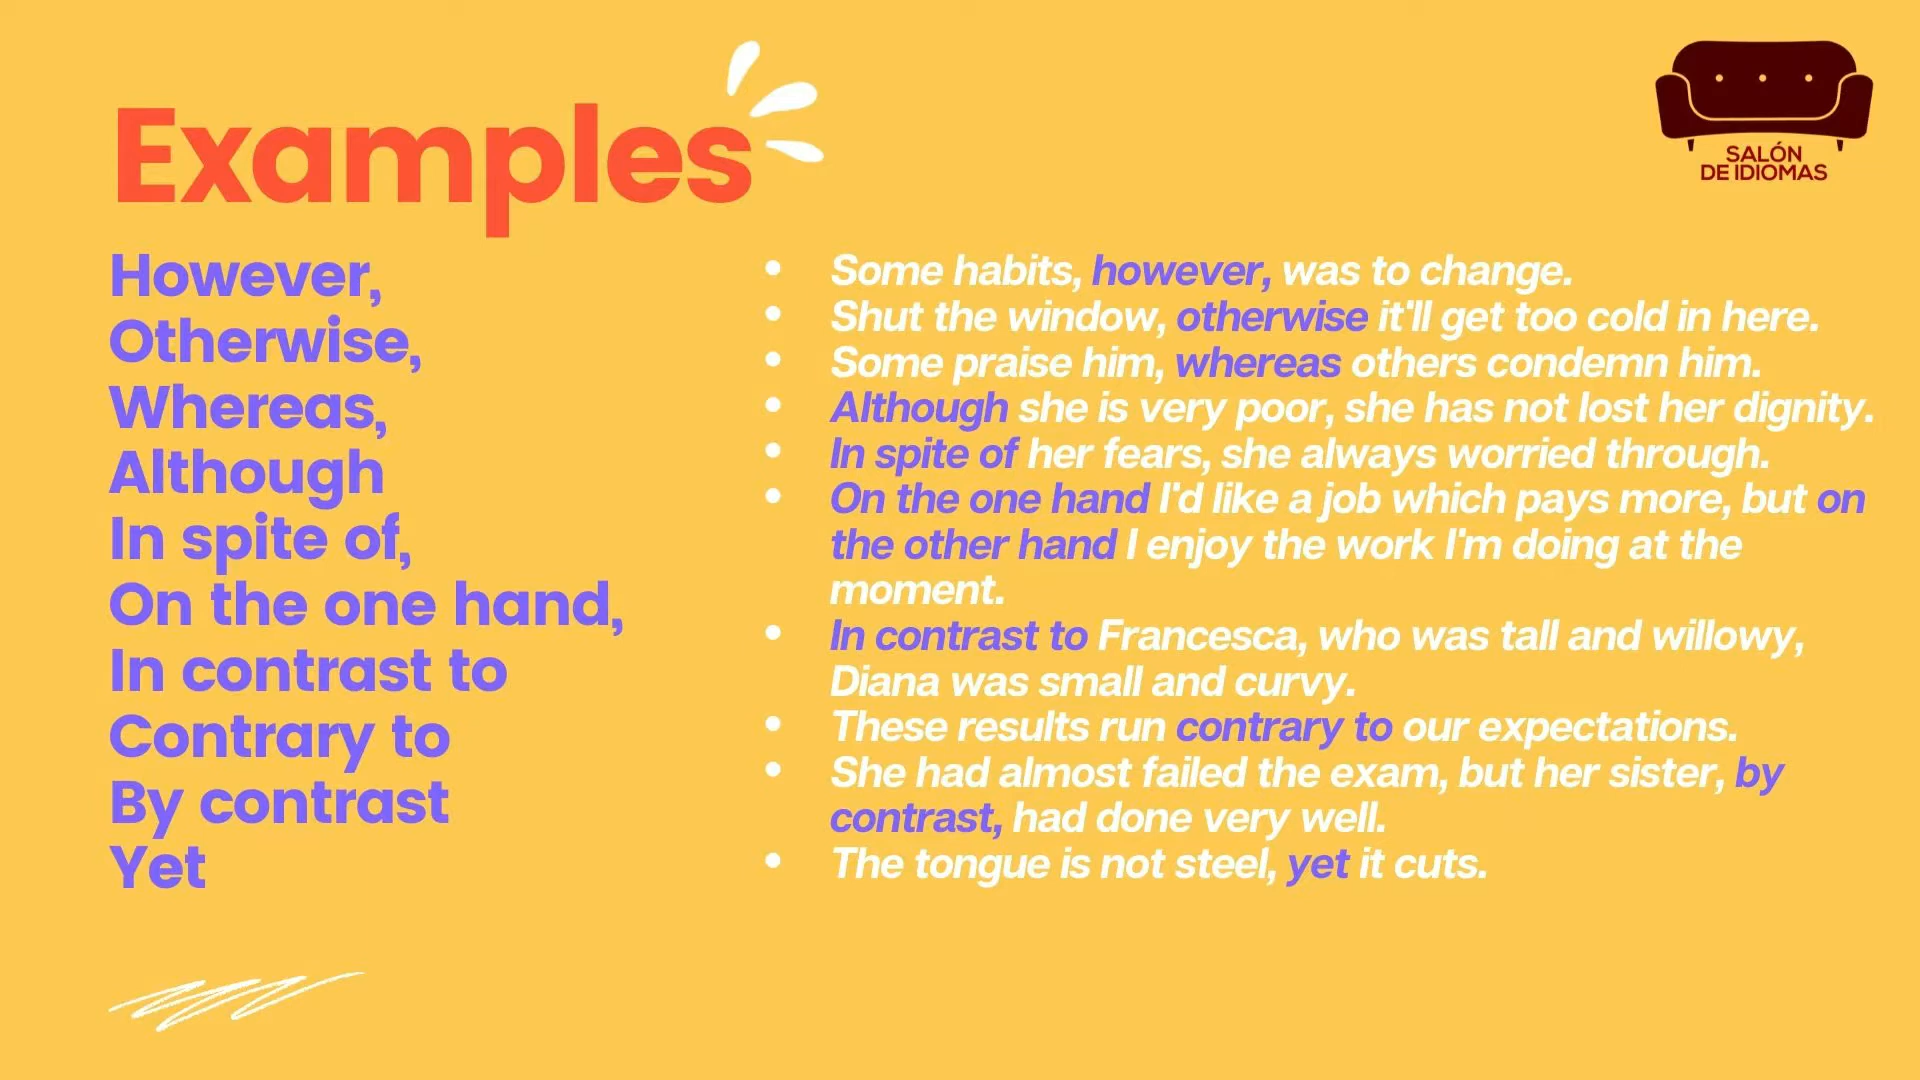 Examples
SALÓN
DE IDIOMAS
However,
Otherwise,
Whereas,
Although
In spite of,
On the one hand,
In contrast to
Contrary to
By contrast
Yet
• Some habits, however, was to change.
• Shut the window, otherwise it'll get too cold in here.
• Some praise him, whereas others condemn him.
• Although she is very poor, she has not lost her dignity.
• In spite of her fears, she always worried through.
• On the one hand I'd like a job which pays more, but on
the other hand I enjoy the work I'm doing at the
moment.
• In contrast to Francesca, who was tall and willowy,
Diana was small and curvy.
• These results run contrary to our expectations.
• She had almost failed the exam, but her sister, by
contrast, had done very well.
• The tongue is not steel, yet it cuts.